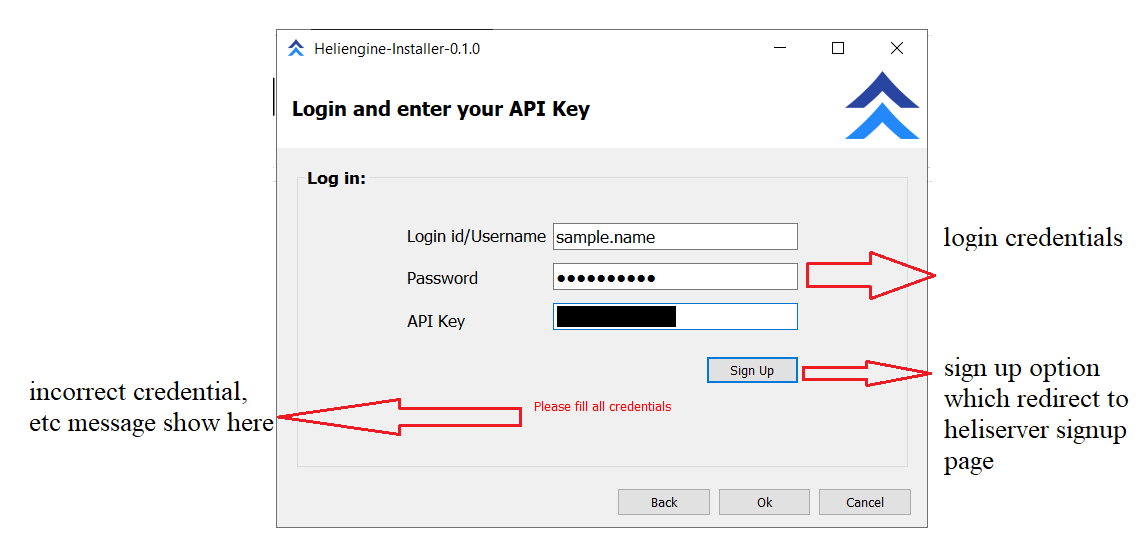 Heliengine-Installer-0.1.0
Login and enter your API Key
Log in:
Login id/Username
sample.name
Password
●●●●●●●●●●
API Key
login credentials
Sign Up
sign up option
which redirect to
heliserver signup
page
incorrect credential,
etc message show here
Please fill all credentials
Back
Ok
Cancel